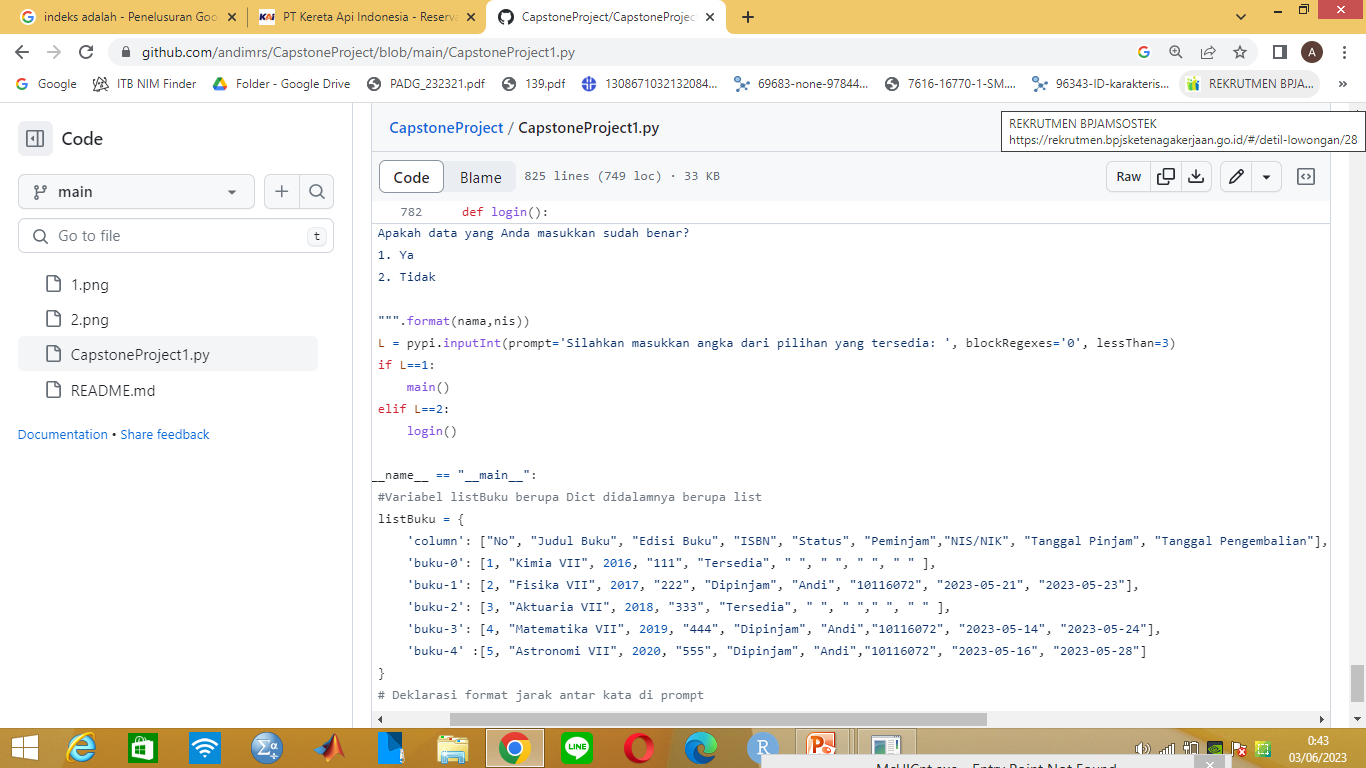 indeks adalah - Penelusuran Goo
PT Kereta Api Indonesia - Reserva
CapstoneProject/CapstoneProject
github.com/andimrs/CapstoneProject/blob/main/CapstoneProject1.py
A
Google
ITB NIM Finder
Folder - Google Drive
PADG_232321.pdf
139.pdf
1308671032132084...
69683-none-97844...
7616-16770-1-SM....
96343-ID-karakteris...
REKRUTMEN BPJA...
»
REKRUTMEN BPJAMSOSTEK
https://rekrutmen.bpjsketenagakerjaan.go.id/#/detil-lowongan/28
Code
main
Go to file
t
1.png
2.png
CapstoneProject1.py
README.md
Documentation • Share feedback
CapstoneProject / CapstoneProject1.py
Code
Blame
825 lines (749 loc) · 33 KB
Raw
782 def login():
Apakah data yang Anda masukkan sudah benar?
1. Ya
2. Tidak
""".format(nama,nis))
L = pypi.inputInt(prompt='Silahkan masukkan angka dari pilihan yang tersedia: ', blockRegexes='0', lessThan=3)
if L==1:
main()
elif L==2:
login()
__name__ == "__main__":
#Variabel listBuku berupa Dict didalamnya berupa list
listBuku = {
'column': ["No", "Judul Buku", "Edisi Buku", "ISBN", "Status", "Peminjam","NIS/NIK", "Tanggal Pinjam", "Tanggal Pengembalian"],
'buku-0': [1, "Kimia VII", 2016, "111", "Tersedia", " ", " ", " ", " " ],
'buku-1': [2, "Fisika VII", 2017, "222", "Dipinjam", "Andi", "10116072", "2023-05-21", "2023-05-23"],
'buku-2': [3, "Aktuaria VII", 2018, "333", "Tersedia", " ", " "," ", " " ],
'buku-3': [4, "Matematika VII", 2019, "444", "Dipinjam", "Andi","10116072", "2023-05-14", "2023-05-24"],
'buku-4' :[5, "Astronomi VII", 2020, "555", "Dipinjam", "Andi","10116072", "2023-05-16", "2023-05-28"]
}
# Deklarasi format jarak antar kata di prompt
0:43
03/06/2023